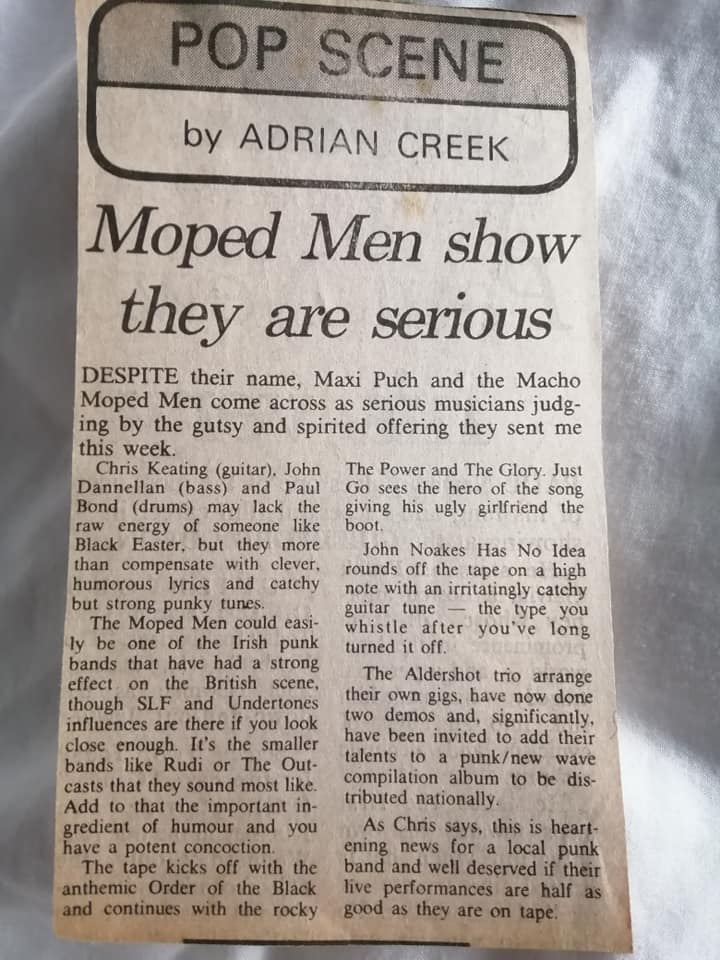 POP SCENE
by ADRIAN CREEK
Moped Men show
they are serious
DESPITE their name, Maxi Puch and the Macho
Moped Men come across as serious musicians judg-
ing by the gutsy and spirited offering they sent me
this week.
Chris Keating (guitar), John
Dannellan (bass) and Paul
Bond (drums) may lack the
raw energy of someone like
Black Easter, but they more
than compensate with clever,
humorous lyrics and catchy
but strong punky tunes.
The Moped Men could easi-
ly be one of the Irish punk
bands that have had a strong
effect on the British scene,
though SLF and Undertones
influences are there if you look
close enough. It's the smaller
bands like Rudi or The Out-
casts that they sound most like.
Add to that the important in-
gredient of humour and you
have a potent concoction.
The tape kicks off with the
anthemic Order of the Black
and continues with the rocky
The Power and The Glory. Just
Go sees the hero of the song
giving his ugly girlfriend the
boot.
John Noakes Has No Idea
rounds off the tape on a high
note with an irritatingly catchy
guitar tune — the type you
whistle after you've long
turned it off.
The Aldershot trio arrange
their own gigs, have now done
two demos and, significantly,
have been invited to add their
talents to a punk/new wave
compilation album to be dis-
tributed nationally.
As Chris says, this is heart-
ening news for a local punk
band and well deserved if their
live performances are half as
good as they are on tape.